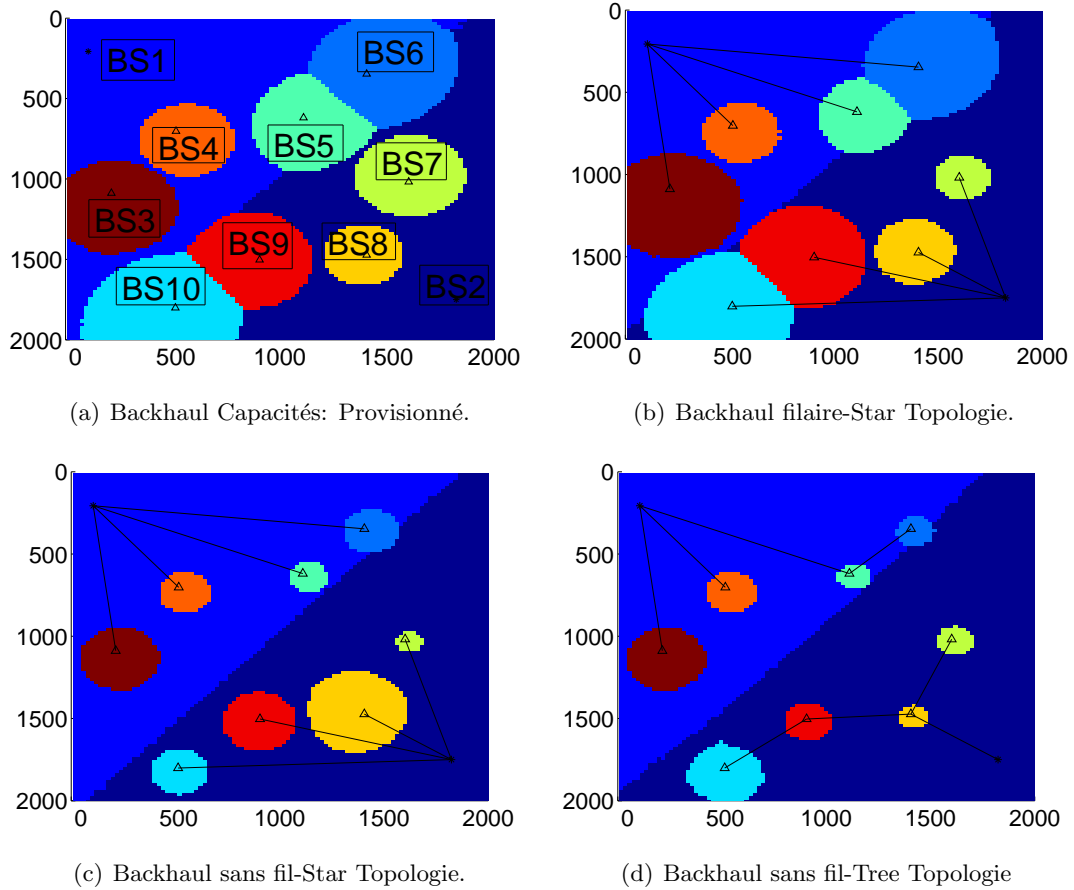 0
500
1000
1500
2000
0 500 1000 1500 2000
BS1
BS6
BS4
BS5
BS7
BS3
BS9
BS8
BS10
BS2
(a) Backhaul Capacités: Provisionné.
0
500
1000
1500
2000
0 500 1000 1500 2000
(b) Backhaul filaire-Star Topologie.
0
500
1000
1500
2000
0 500 1000 1500 2000
(c) Backhaul sans fil-Star Topologie.
0
500
1000
1500
2000
0 500 1000 1500 2000
(d) Backhaul sans fil-Tree Topologie